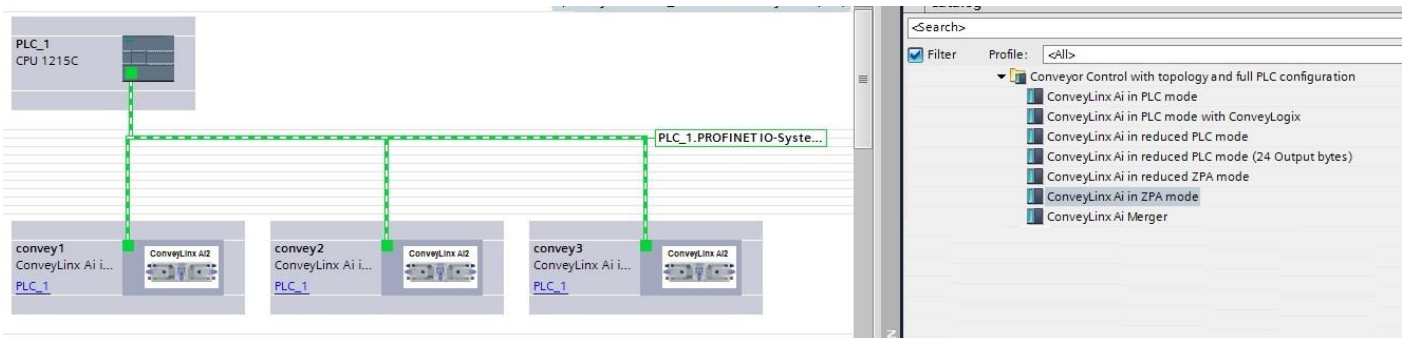 PLC_1
CPU 1215C
PLC_1.PROFINET IO-Syste...
convey1
ConveyLinx Ai i...
PLC_1
ConveyLinx AI2
convey2
ConveyLinx Ai i...
PLC_1
ConveyLinx AI2
convey3
ConveyLinx Ai i...
PLC_1
ConveyLinx AI2
<Search>
Filter Profile: <All>
Conveyor Control with topology and full PLC configuration
ConveyLinx Ai in PLC mode
ConveyLinx Ai in PLC mode with ConveyLogix
ConveyLinx Ai in reduced PLC mode
ConveyLinx Ai in reduced PLC mode (24 Output bytes)
ConveyLinx Ai in reduced ZPA mode
ConveyLinx Ai in ZPA mode
ConveyLinx Ai Merger